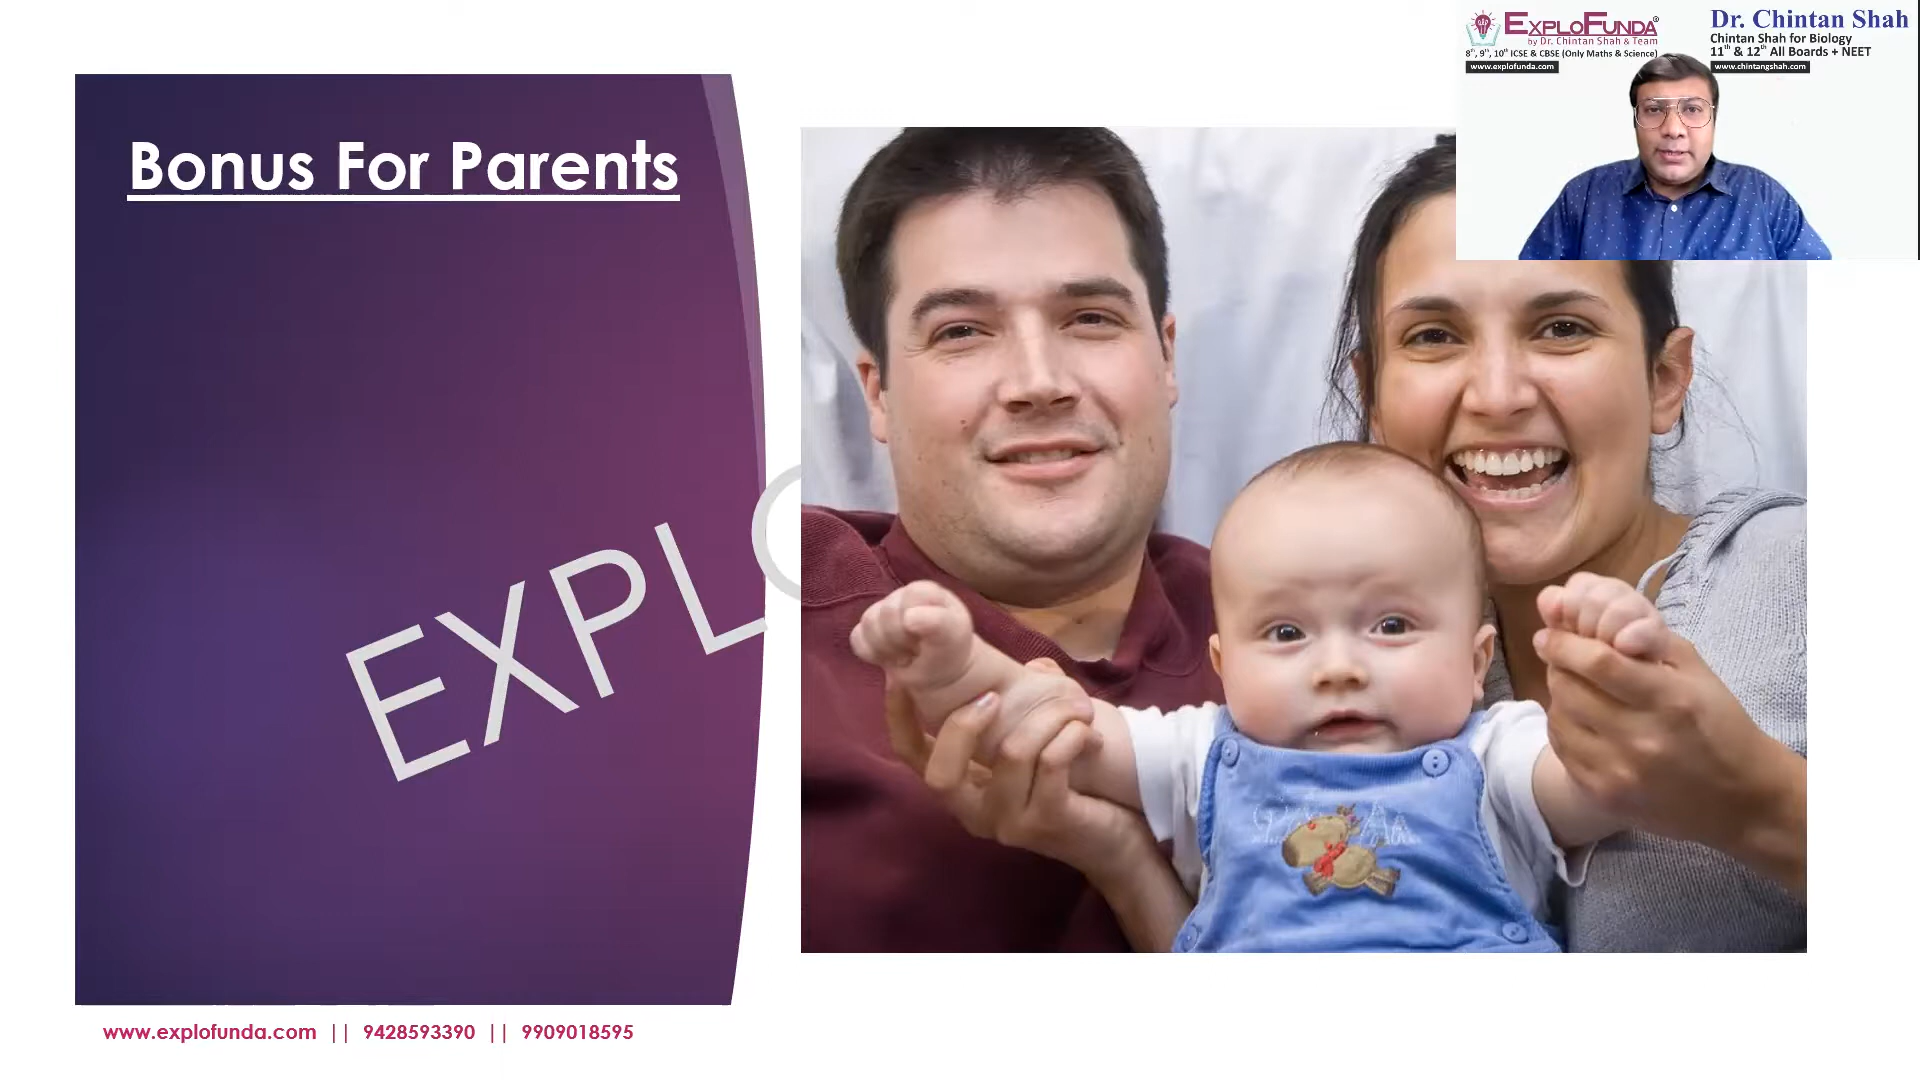 EXPLOFUNDA®
by Dr. Chintan Shah & Team
8th, 9th, 10th ICSE & CBSE (Only Maths & Science)
www.explofunda.com
Dr. Chintan Shah
Chintan Shah for Biology
11th & 12th All Boards + NEET
www.chintangshah.com
Bonus For Parents
EXPLO
www.explofunda.com || 9428593390 || 9909018595